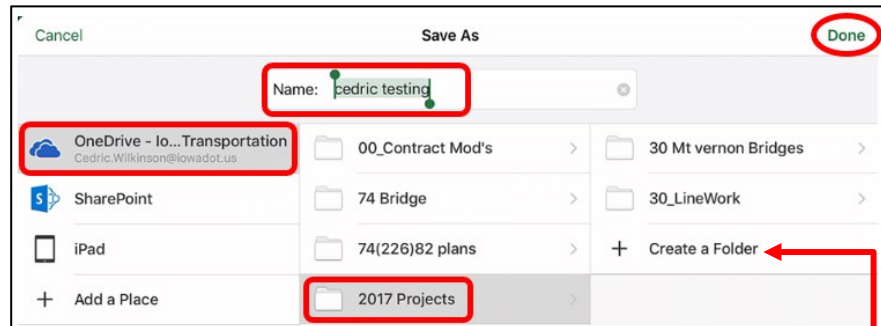 Cancel Save As Done
Name: cedric testing
OneDrive - Io...Transportation
Cedric.Wilkinson@iowadot.us
SharePoint
iPad
Add a Place
00_Contract Mod's
74 Bridge
74(226)82 plans
2017 Projects
30 Mt vernon Bridges
30_LineWork
Create a Folder